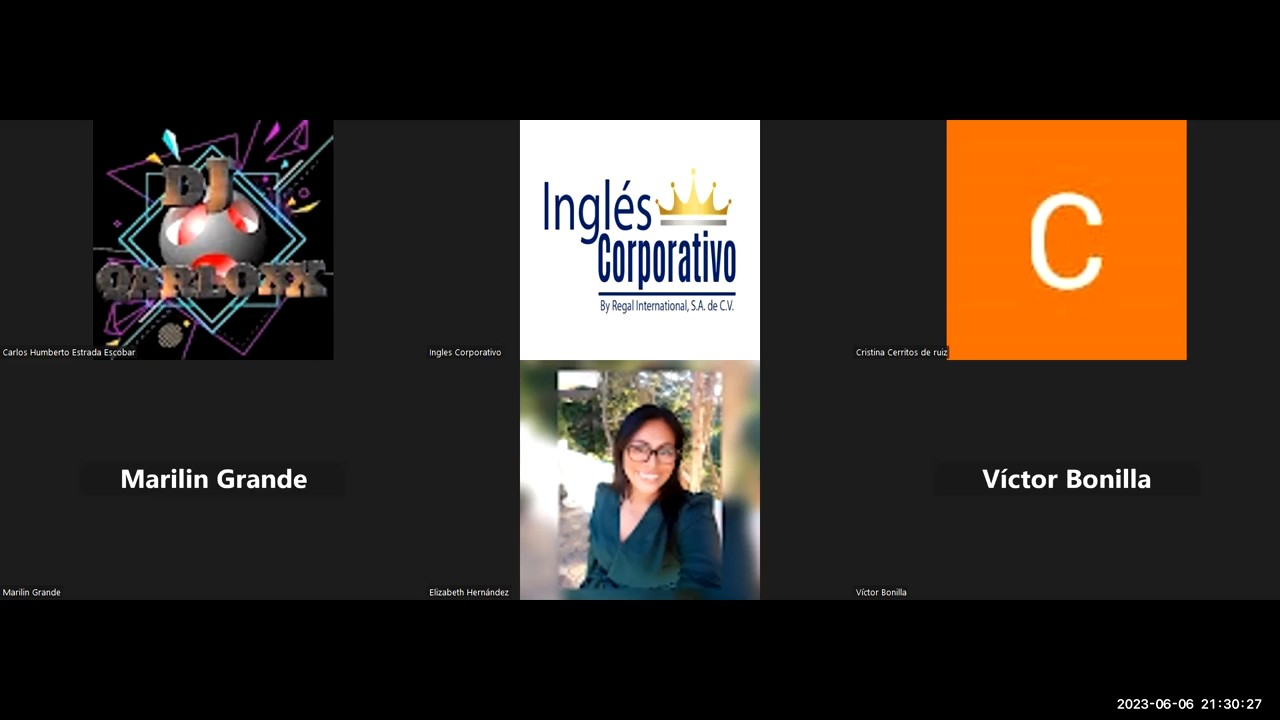 DJ
QARLOXX
Carlos Humberto Estrada Escobar
Inglés
Corporativo
By Regal International, S.A. de C.V.
Ingles Corporativo
C
Cristina Cerritos de ruiz
Marilin Grande
Marilin Grande
Elizabeth Hernández
Víctor Bonilla
Víctor Bonilla
2023-06-06 21:30:27